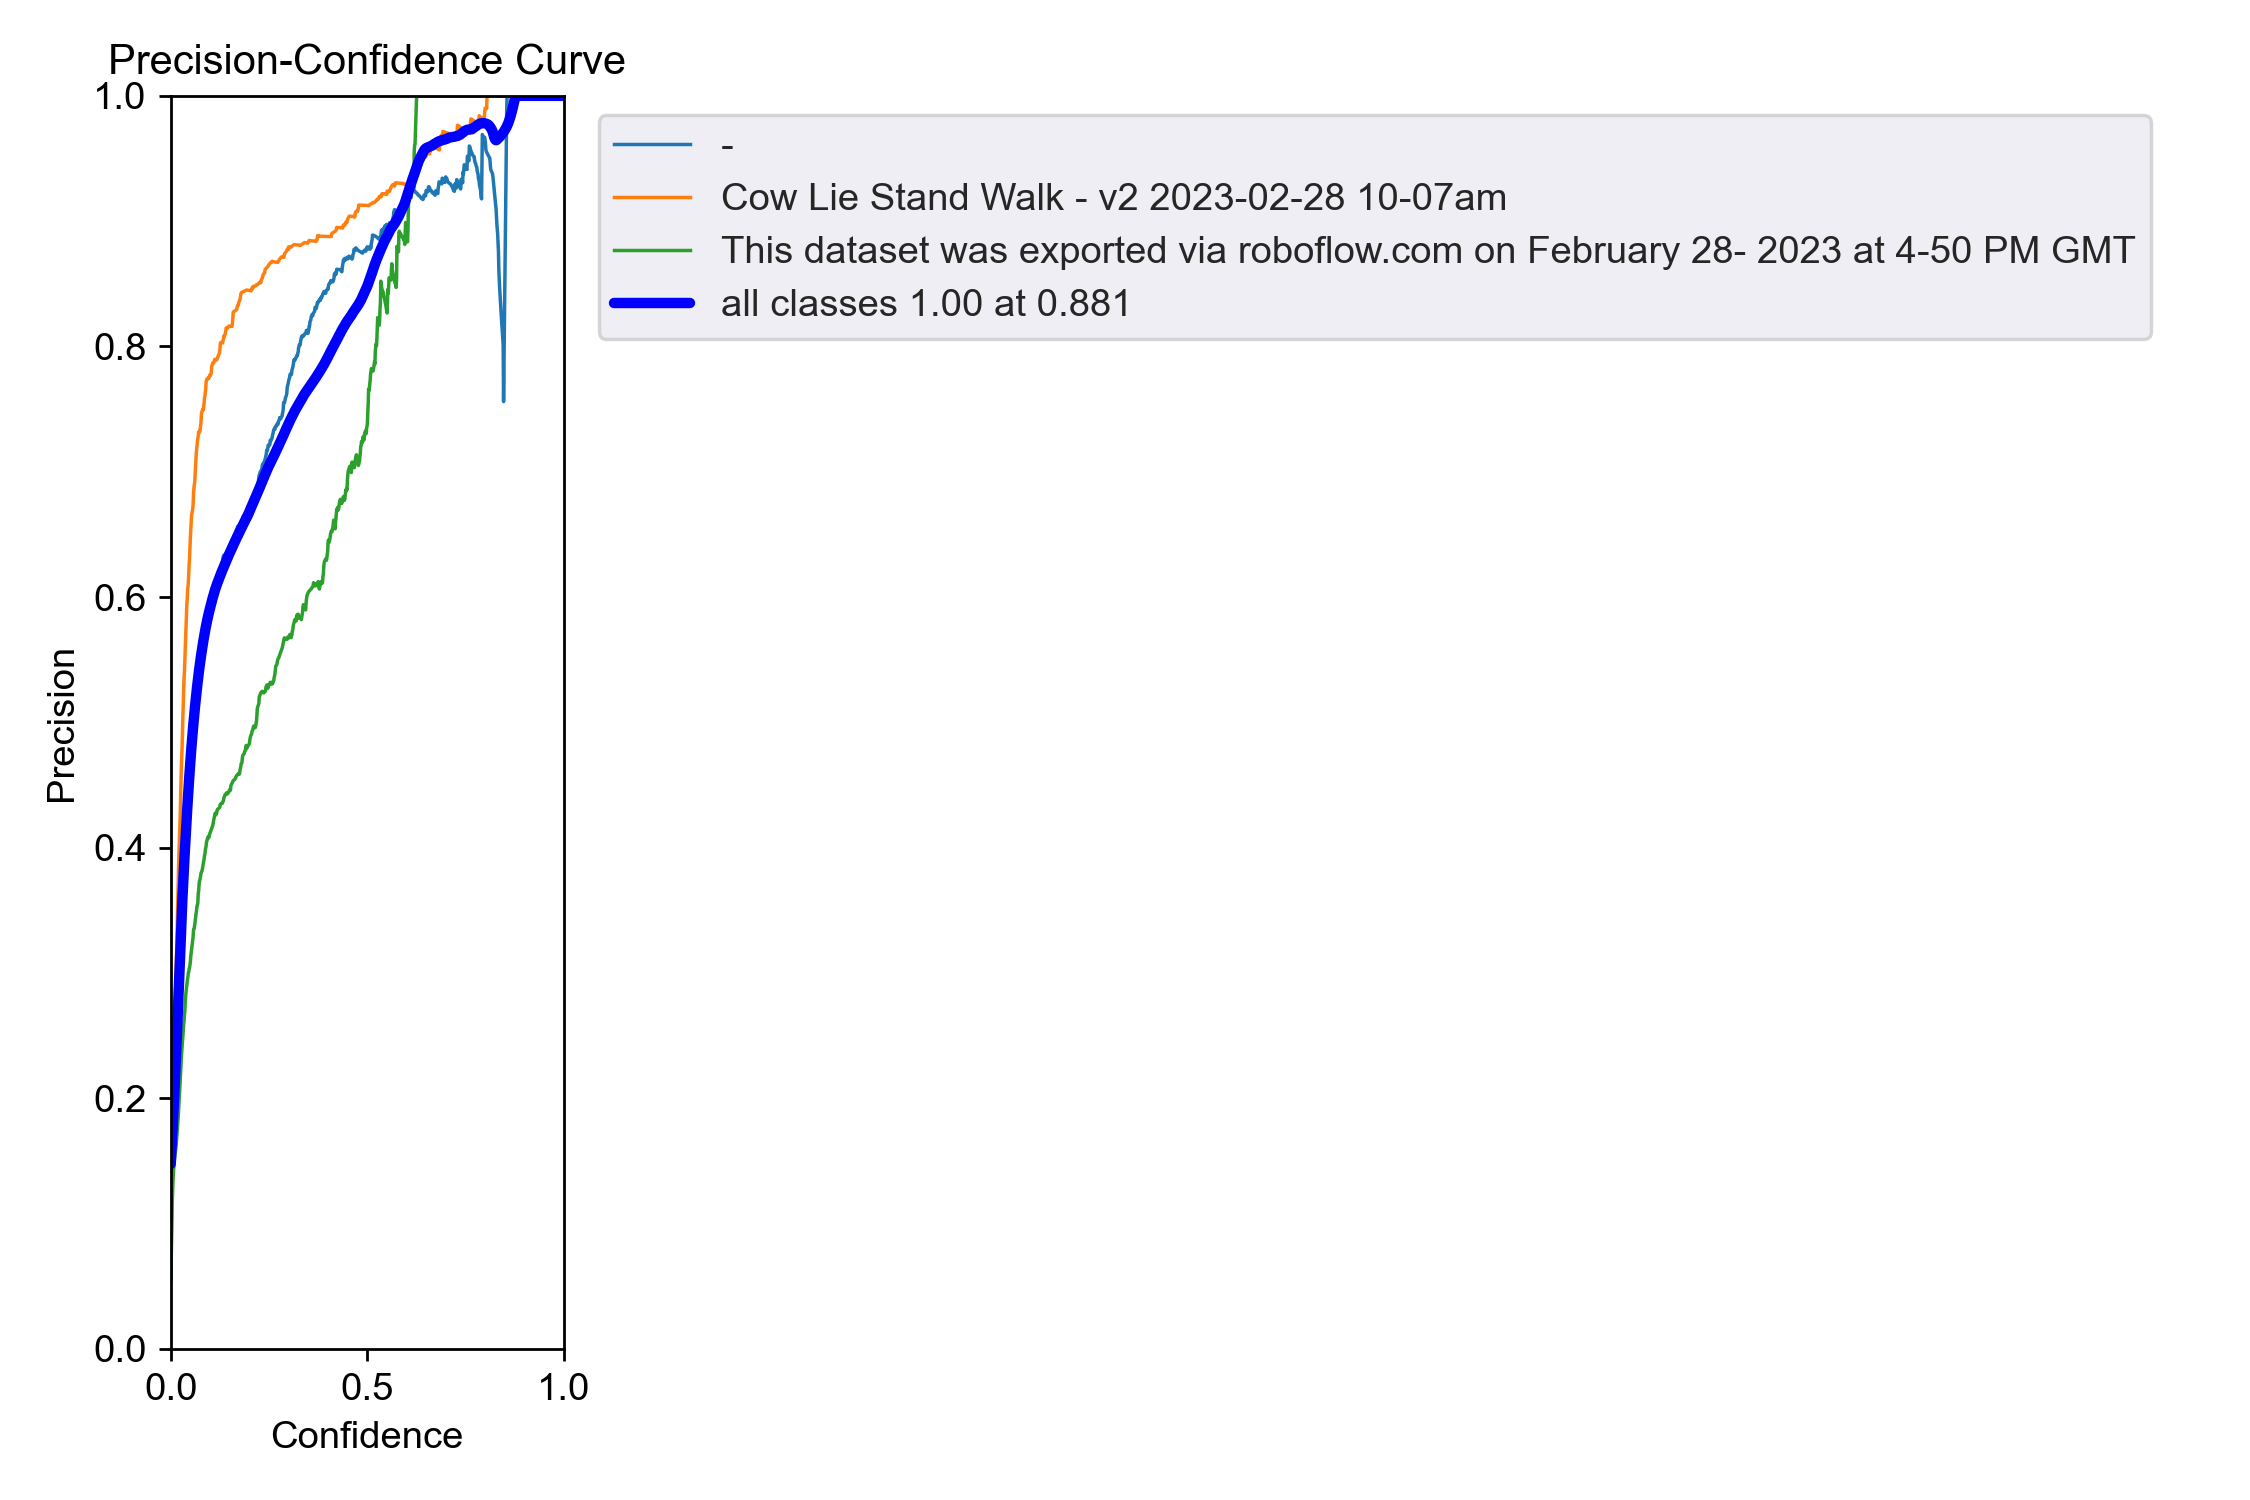 Precision-Confidence Curve
1.0
0.8
0.6
0.4
0.2
0.0
Precision
0.0 0.5 1.0
Confidence
-
Cow Lie Stand Walk - v2 2023-02-28 10-07am
This dataset was exported via roboflow.com on February 28- 2023 at 4-50 PM GMT
all classes 1.00 at 0.881